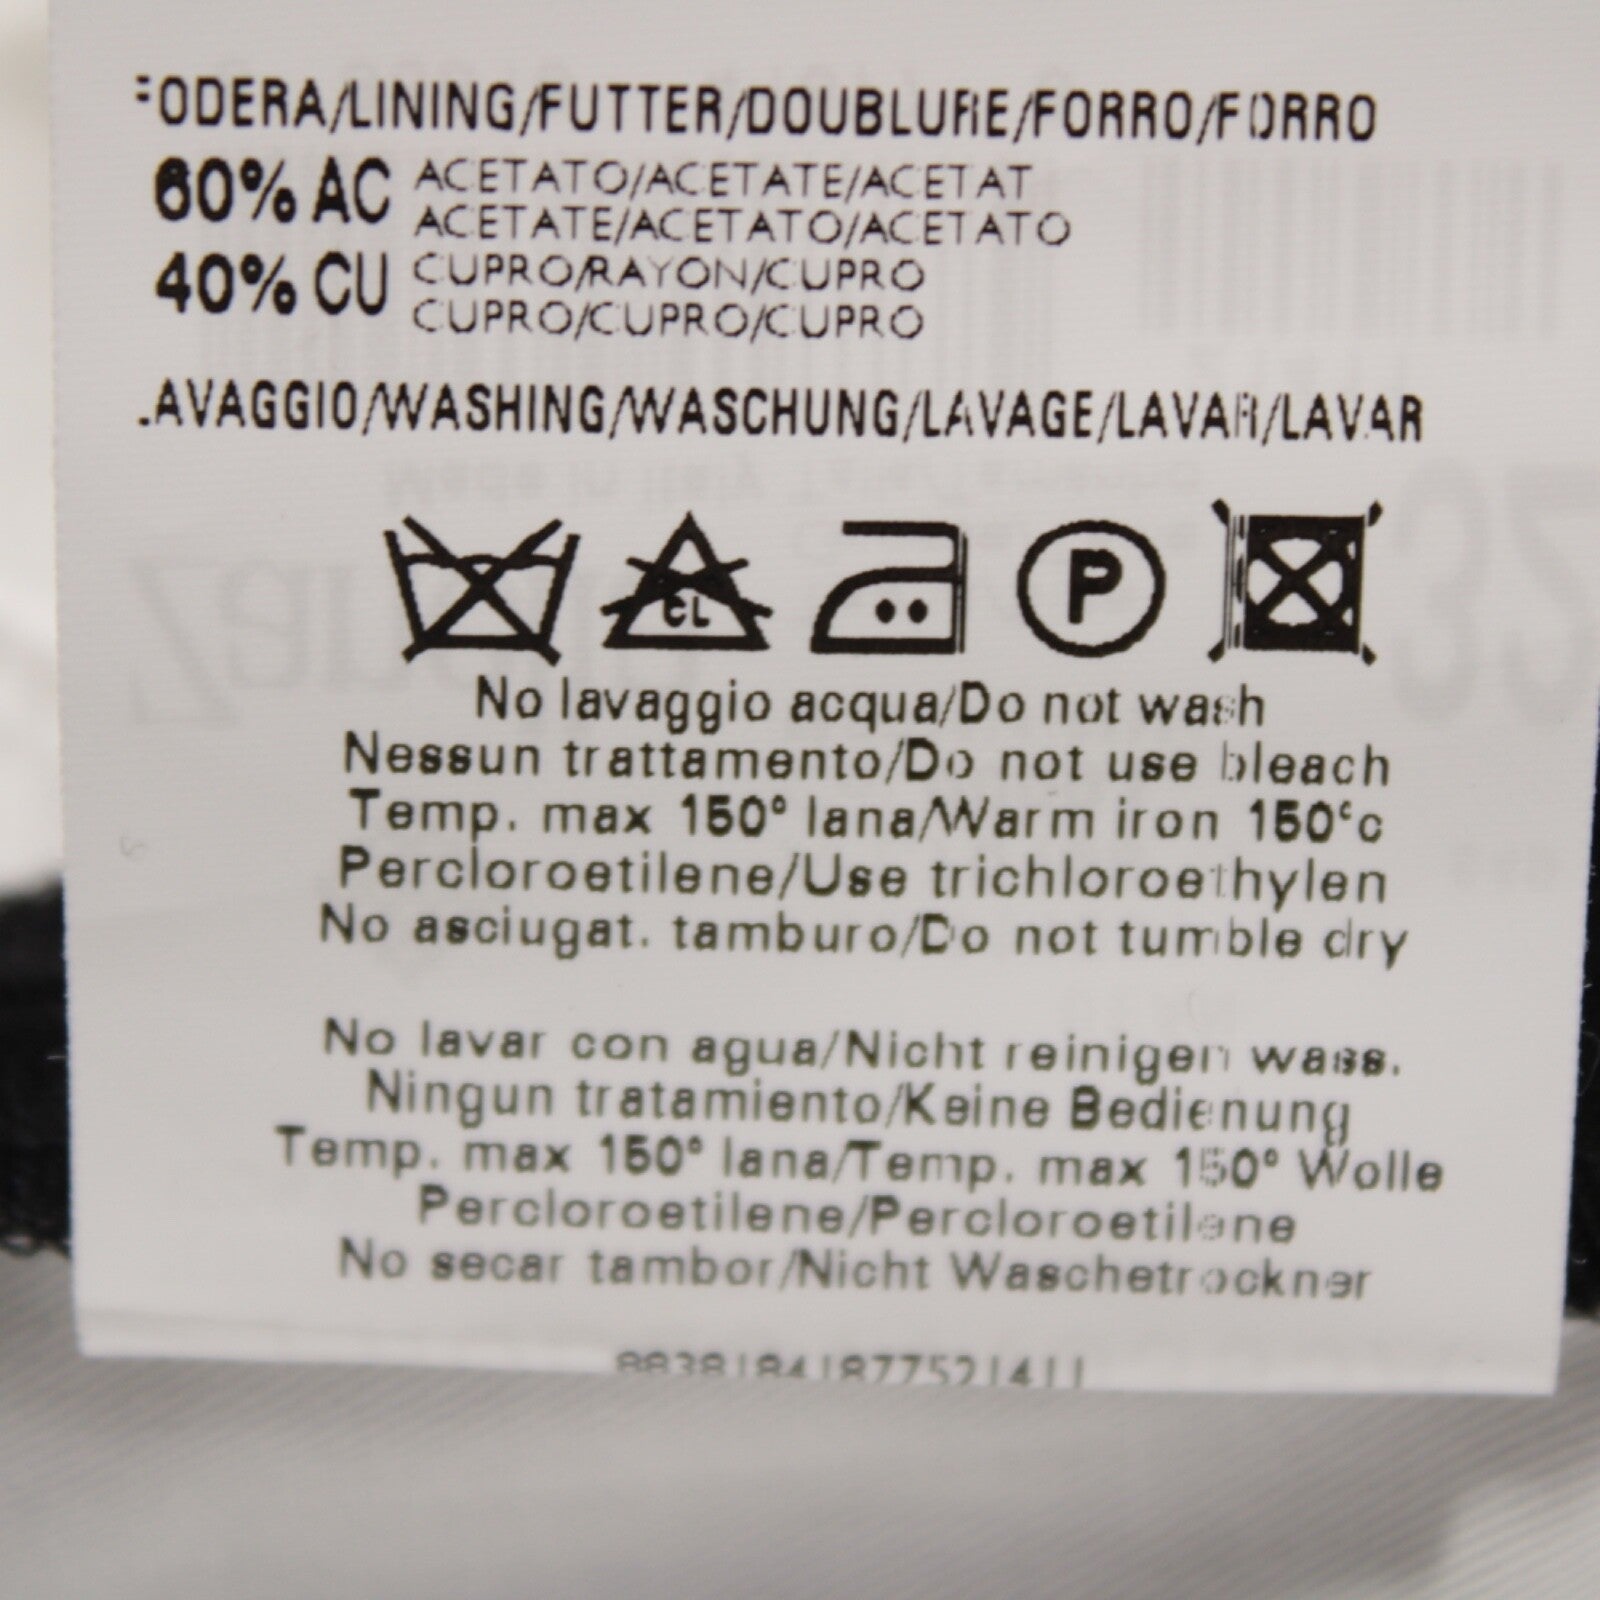 FODERA/LINING/FUTTER/DOUBLURE/FORRO/FORRO
60% AC ACETATO/ACETATE/ACETAT
ACETATE/ACETATO/ACETATO
40% CU CUPRO/RAYON/CUPRO
CUPRO/CUPRO/CUPRO
LAVAGGIO/WASHING/WASCHUNG/LAVAGE/LAVAR/LAVAR
CL P
No lavaggio acqua/Do not wash
Nessun trattamento/Do not use bleach
Temp. max 150° lana/Warm iron 150°c
Percloroetilene/Use trichloroethylen
No asciugat. tamburo/Do not tumble dry
No lavar con agua/Nicht reinigen wass.
Ningun tratamiento/Keine Bedienung
Temp. max 150° lana/Temp. max 150° Wolle
Percloroetilene/Percloroetilene
No secar tambor/Nicht Waschetrockner